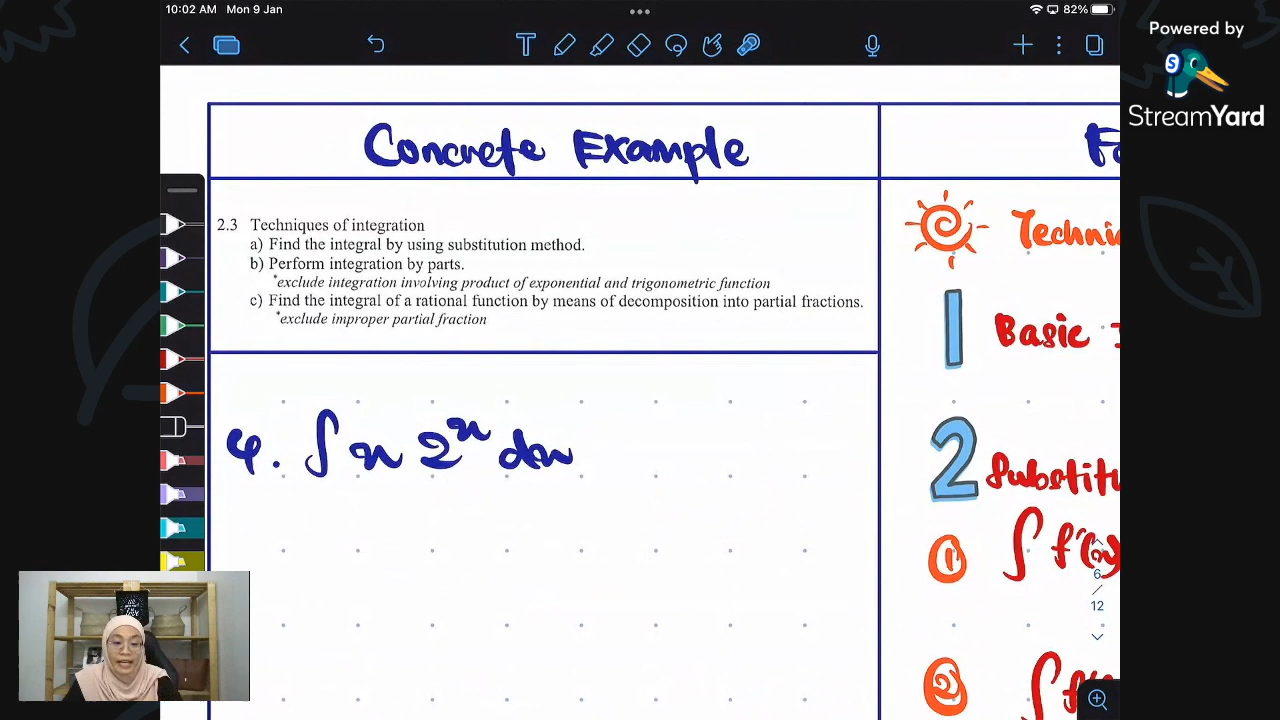 10:02 AM Mon 9 Jan
82%
Powered by
StreamYard
Concrete Example
2.3 Techniques of integration
a) Find the integral by using substitution method.
b) Perform integration by parts.
*exclude integration involving product of exponential and trigonometric function
c) Find the integral of a rational function by means of decomposition into partial fractions.
*exclude improper partial fraction
4. ∫ x 2^x dx
Techni
1 Basic
2 Substitu
① ∫ f'(x)
6
/
12
② ∫